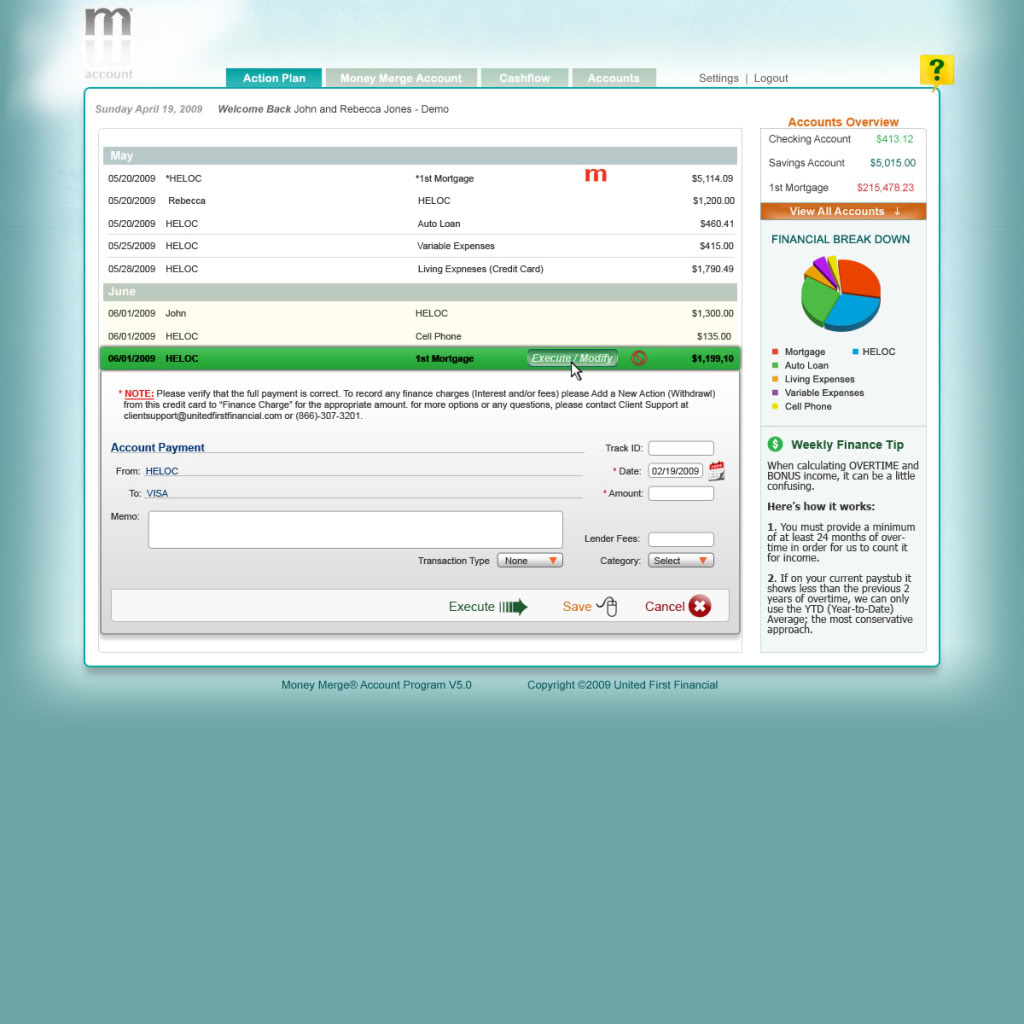 m
account
Action Plan Money Merge Account Cashflow Accounts Settings | Logout ?
Sunday April 19, 2009 Welcome Back John and Rebecca Jones - Demo
May
05/20/2009 *HELOC *1st Mortgage m $5,114.09
05/20/2009 Rebecca HELOC $1,200.00
05/20/2009 HELOC Auto Loan $460.41
05/25/2009 HELOC Variable Expenses $415.00
05/28/2009 HELOC Living Expneses (Credit Card) $1,790.49
June
06/01/2009 John HELOC $1,300.00
06/01/2009 HELOC Cell Phone $135.00
06/01/2009 HELOC 1st Mortgage Execute / Modify $1,199,10
* NOTE: Please verify that the full payment is correct. To record any finance charges (Interest and/or fees) please Add a New Action (Withdrawl)
from this credit card to "Finance Charge" for the appropriate amount. for more options or any questions, please contact Client Support at
clientsupport@unitedfirstfinancial.com or (866)-307-3201.
Account Payment Track ID:
From: HELOC * Date: 02/19/2009
To: VISA * Amount:
Memo:
Lender Fees:
Transaction Type None Category: Select
Execute Save Cancel
Accounts Overview
Checking Account $413.12
Savings Account $5,015.00
1st Mortgage $215,478.23
View All Accounts ↓
FINANCIAL BREAK DOWN
Mortgage HELOC
Auto Loan
Living Expenses
Variable Expenses
Cell Phone
$ Weekly Finance Tip
When calculating OVERTIME and
BONUS income, it can be a little
confusing.
Here's how it works:
1. You must provide a minimum
of at least 24 months of over-
time in order for us to count it
for income.
2. If on your current paystub it
shows less than the previous 2
years of overtime, we can only
use the YTD (Year-to-Date)
Average; the most conservative
approach.
Money Merge® Account Program V5.0 Copyright ©2009 United First Financial